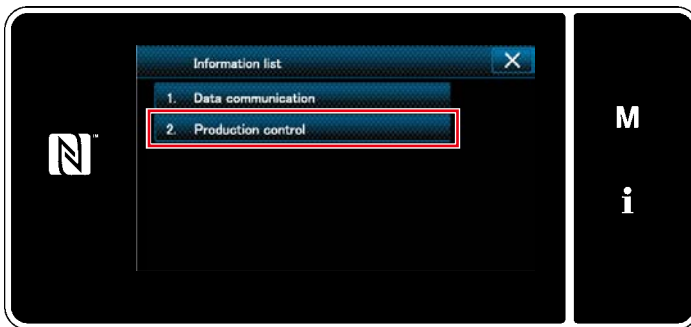 Information list
1. Data communication
2. Production control
M
i